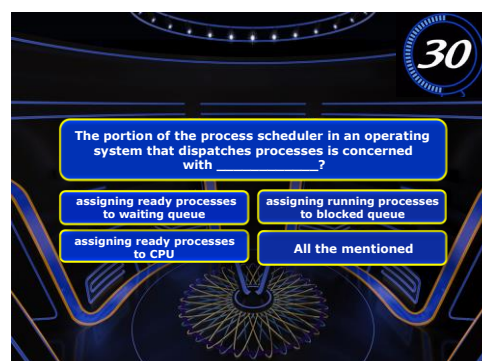 30
The portion of the process scheduler in an operating
system that dispatches processes is concerned
with ____________?
assigning ready processes
to waiting queue
assigning running processes
to blocked queue
assigning ready processes
to CPU
All the mentioned